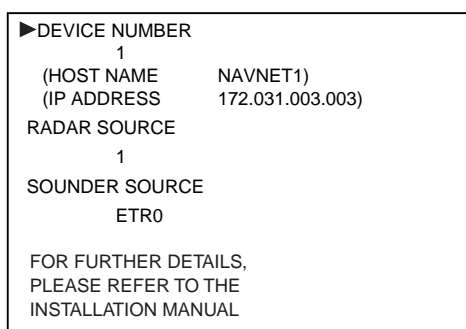 ▶DEVICE NUMBER
1
(HOST NAME NAVNET1)
(IP ADDRESS 172.031.003.003)
RADAR SOURCE
1
SOUNDER SOURCE
ETR0
FOR FURTHER DETAILS,
PLEASE REFER TO THE
INSTALLATION MANUAL